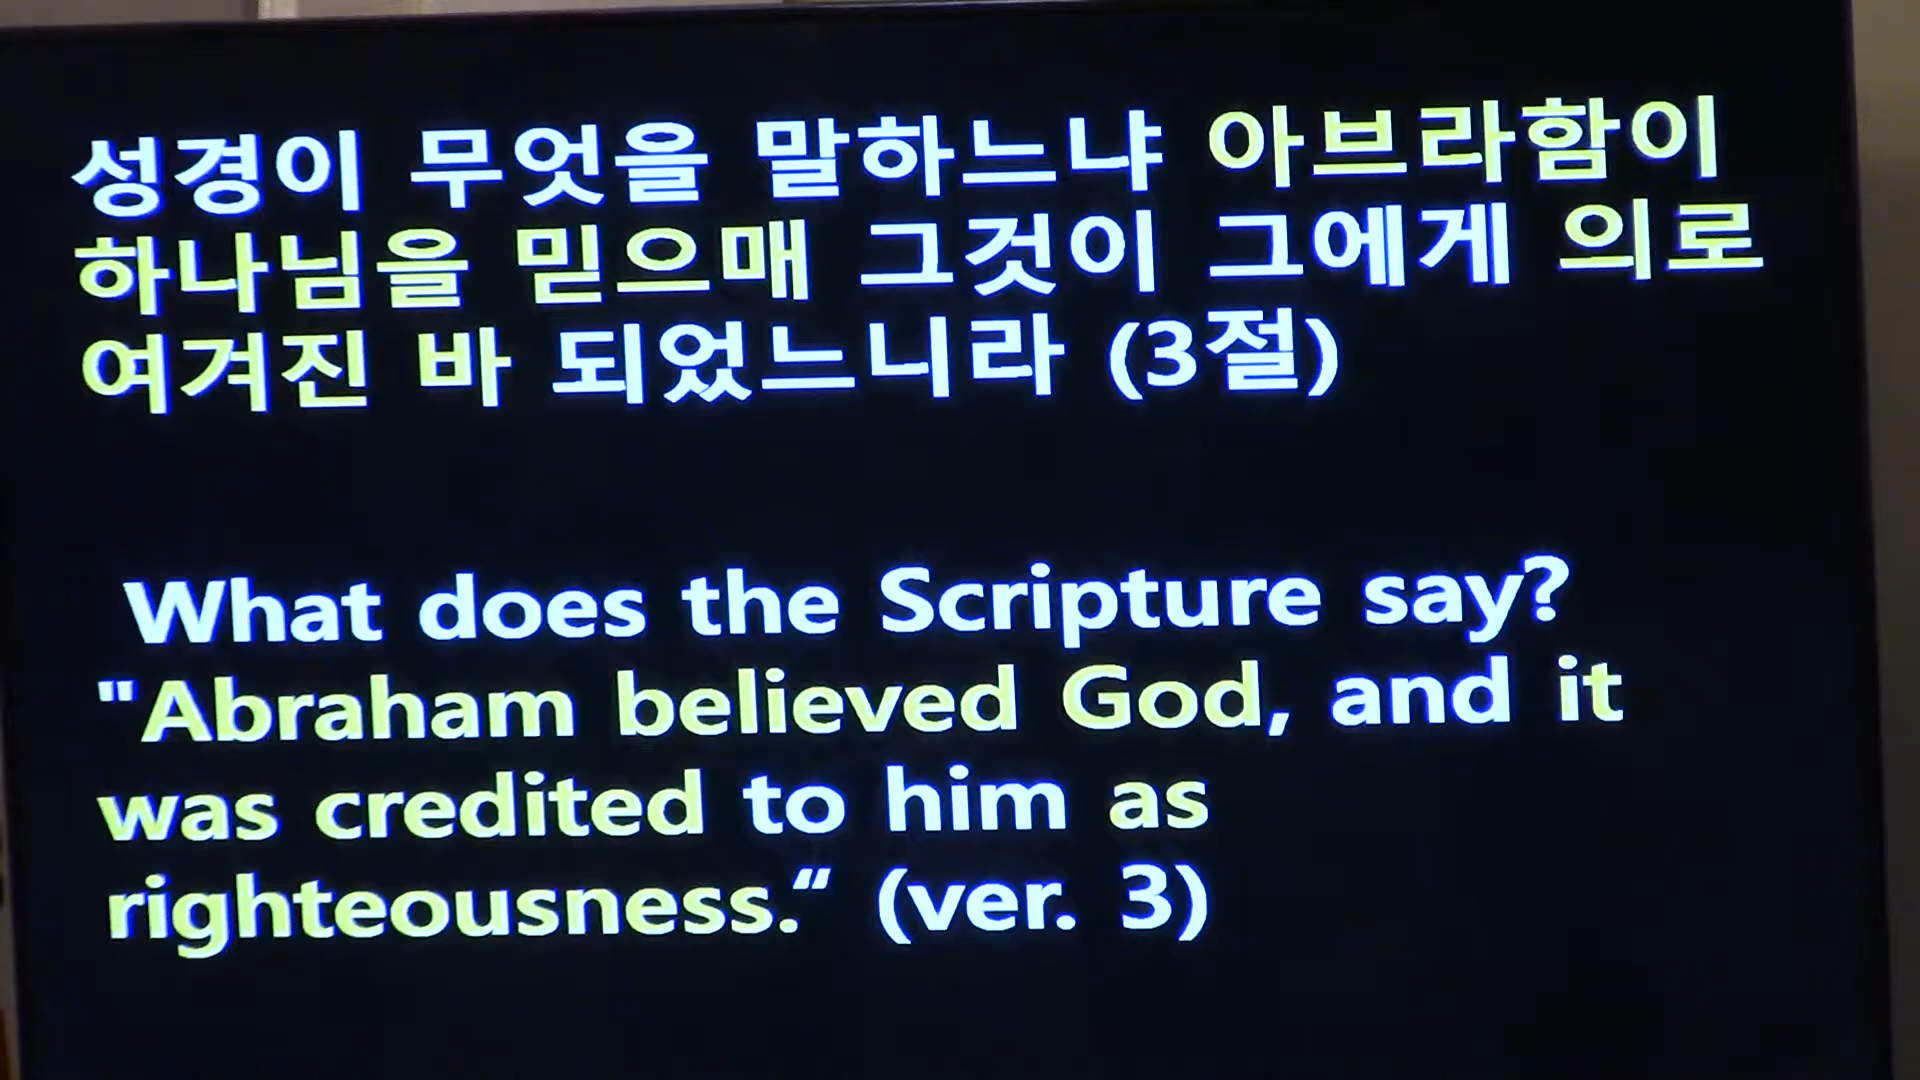 성경이 무엇을 말하느냐 아브라함이
하나님을 믿으매 그것이 그에게 의로
여겨진 바 되었느니라 (3절)
What does the Scripture say?
"Abraham believed God, and it
was credited to him as
righteousness.“ (ver. 3)